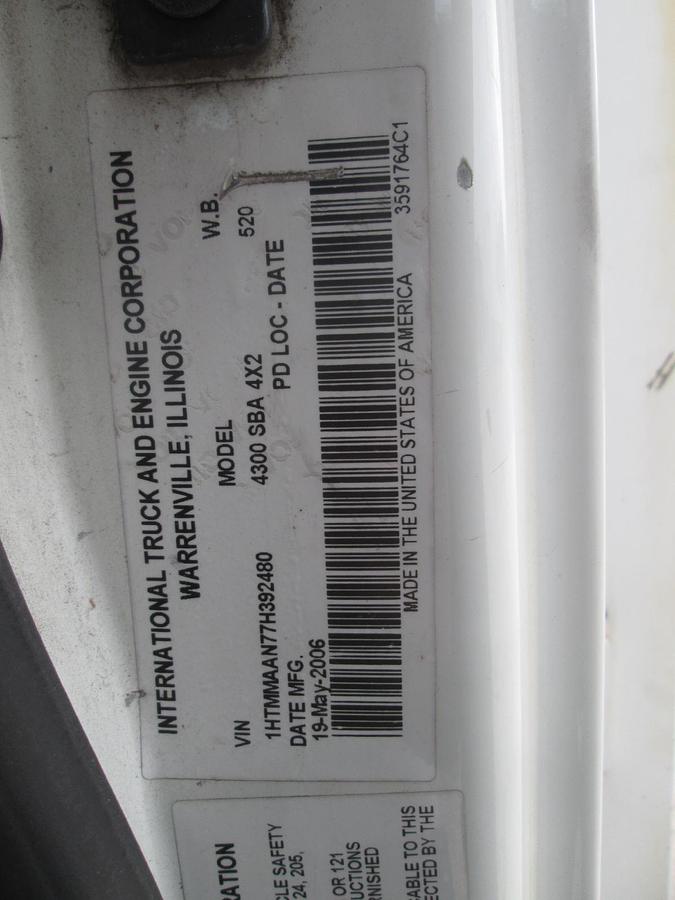 INTERNATIONAL TRUCK AND ENGINE CORPORATION
WARRENVILLE, ILLINOIS
VIN MODEL W.B.
1HTMMAAN77H392480 4300 SBA 4X2 520
DATE MFG. PD LOC - DATE
19-May-2006
MADE IN THE UNITED STATES OF AMERICA 3591764C1
RATION
CLE SAFETY
24, 205,
OR 121
UCTIONS
RNISHED
CABLE TO THIS
ECTED BY THE